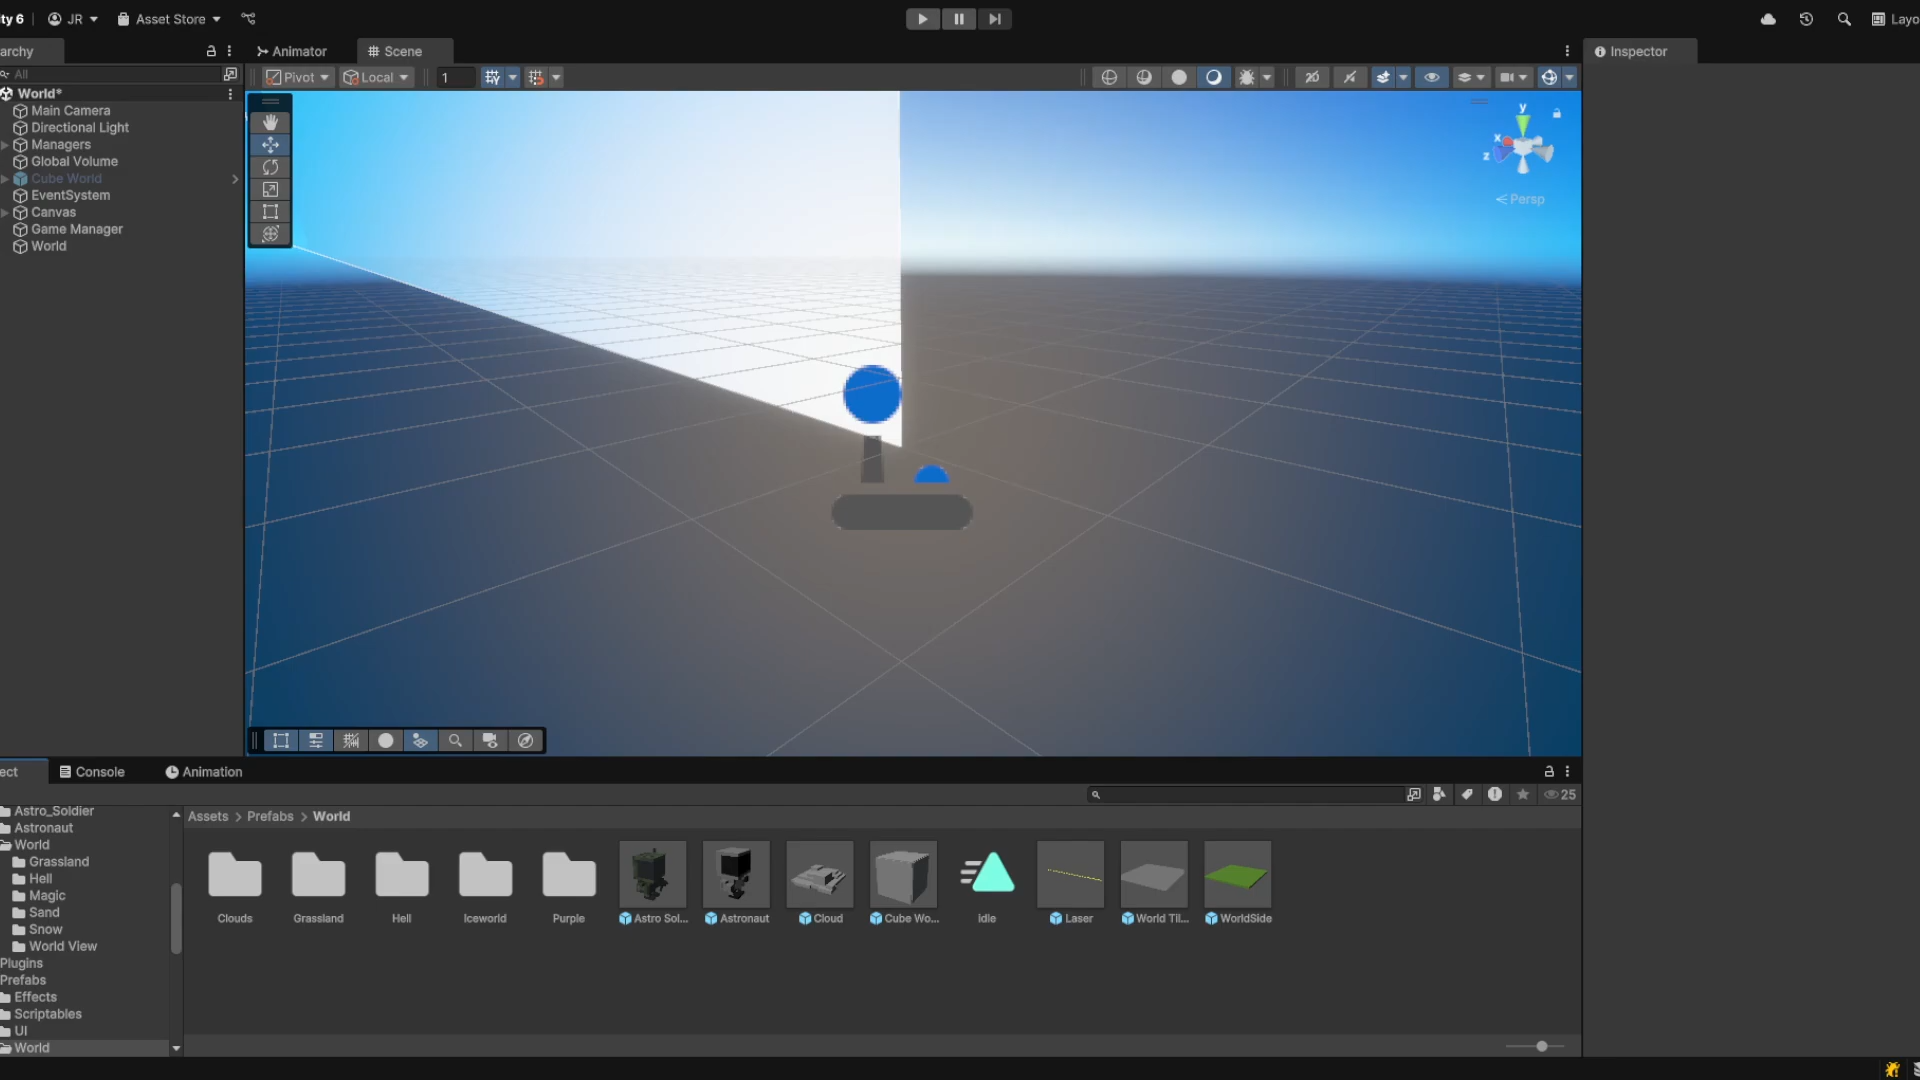 ity 6 JR Asset Store Layo
archy Animator Scene Inspector
All Pivot Local 1
World*
Main Camera
Directional Light
Managers
Global Volume
Cube World
EventSystem
Canvas
Game Manager
World
y
x
z
Persp
ect Console Animation
25
Astro_Soldier
Astronaut
World
Grassland
Hell
Magic
Sand
Snow
World View
Plugins
Prefabs
Effects
Scriptables
UI
World
Assets > Prefabs > World
Clouds Grassland Hell Iceworld Purple Astro Sol... Astronaut Cloud Cube Wo... idle Laser World Til... WorldSide